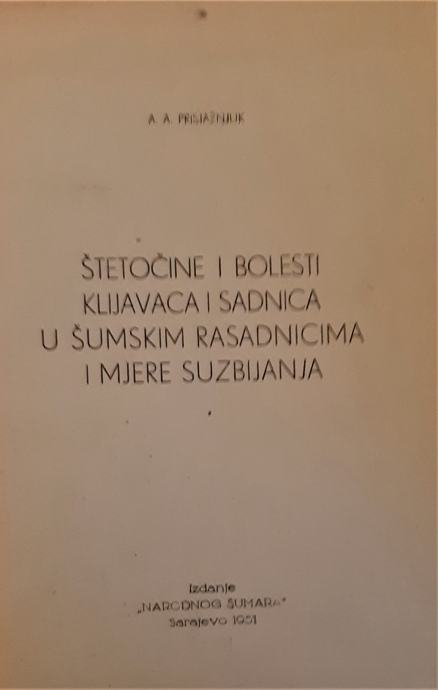 A. A. PRISJAŽNJUK
ŠTETOČINE I BOLESTI
KLIJAVACA I SADNICA
U ŠUMSKIM RASADNICIMA
I MJERE SUZBIJANJA
Izdanje
„NARODNOG ŠUMARA"
Sarajevo 1951